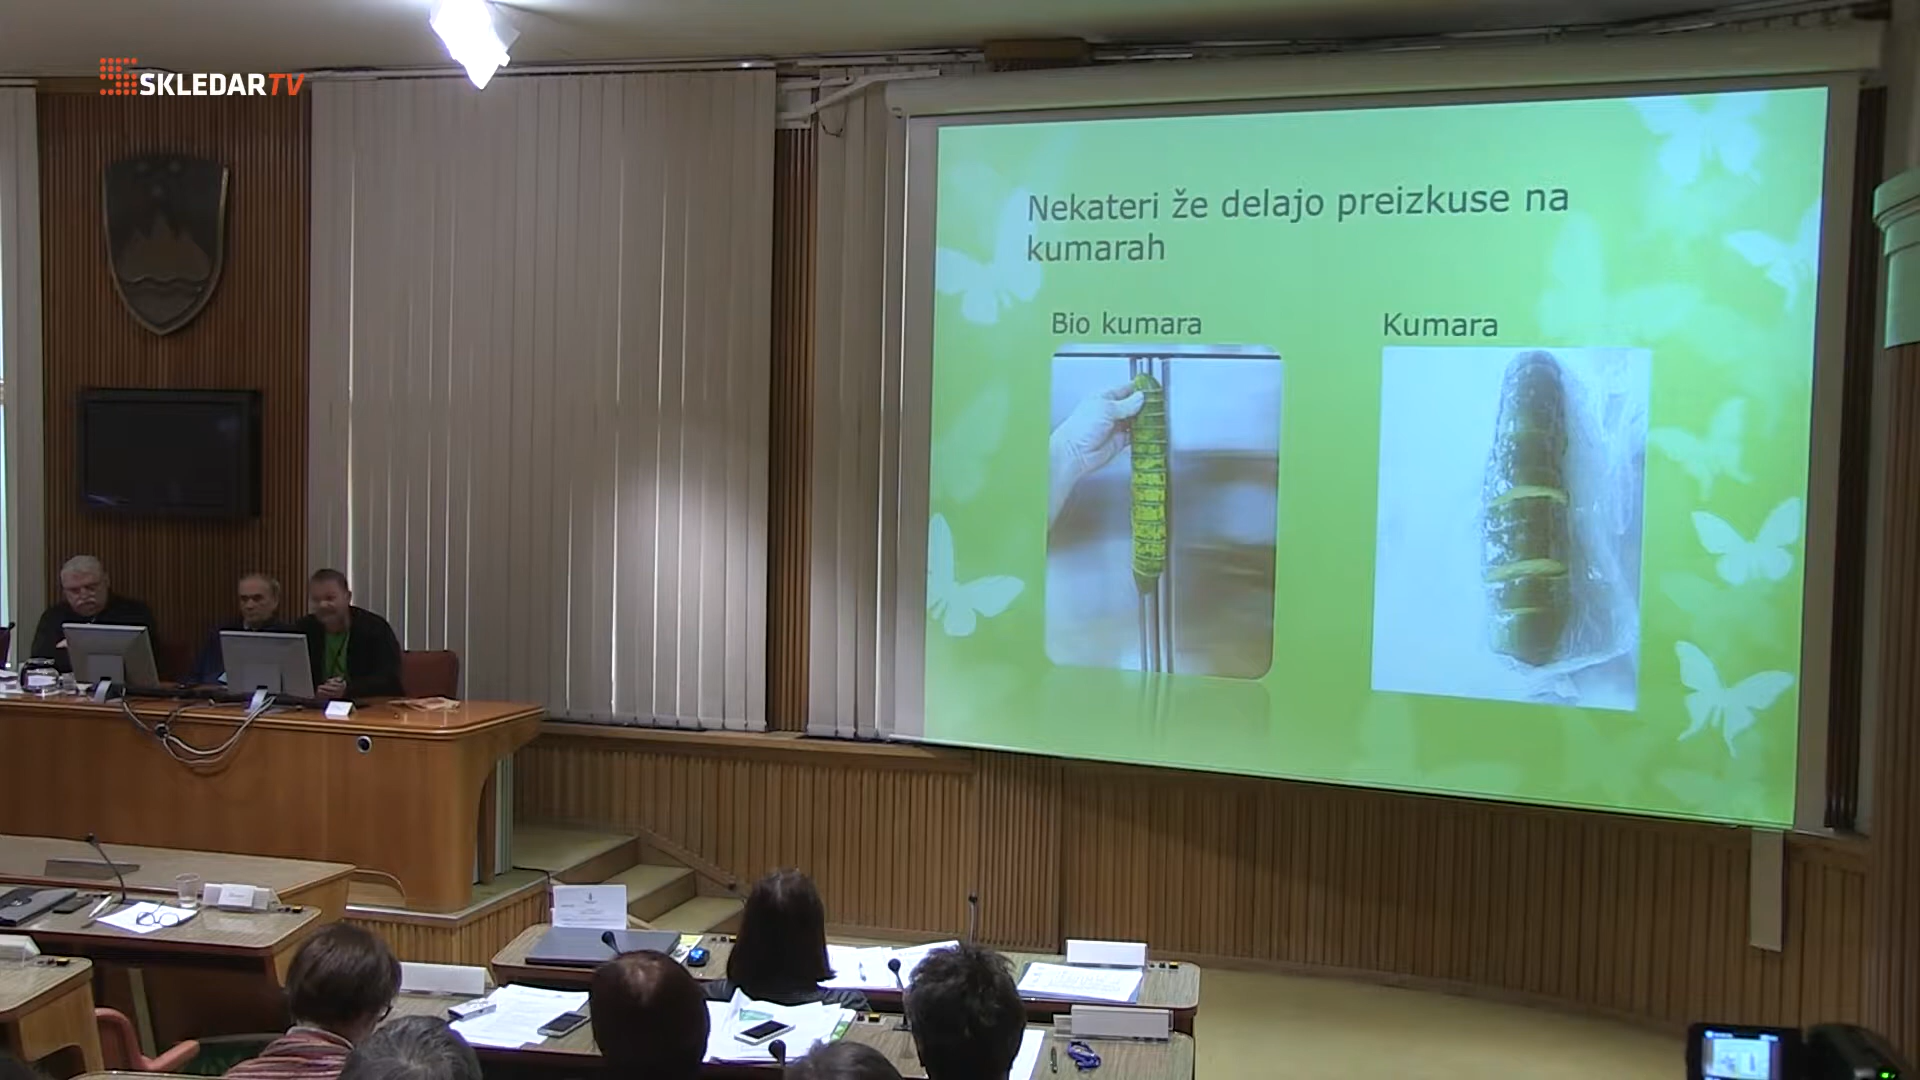 SKLEDARTV
Nekateri že delajo preizkuse na
kumarah
Bio kumara
Kumara